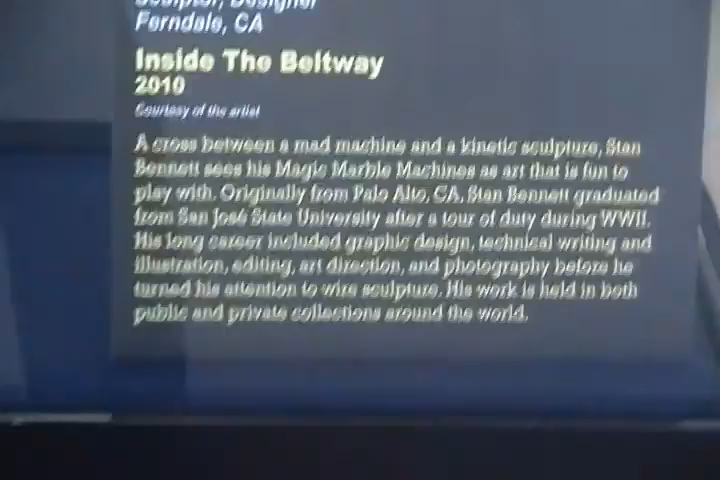 Sculptor, Designer
Ferndale, CA
Inside The Beltway
2010
Courtesy of the artist
A cross between a mad machine and a kinetic sculpture, Stan
Bennett sees his Magic Marble Machines as art that is fun to
play with. Originally from Palo Alto, CA, Stan Bennett graduated
from San José State University after a tour of duty during WWII.
His long career included graphic design, technical writing and
illustration, editing, art direction, and photography before he
turned his attention to wire sculpture. His work is held in both
public and private collections around the world.